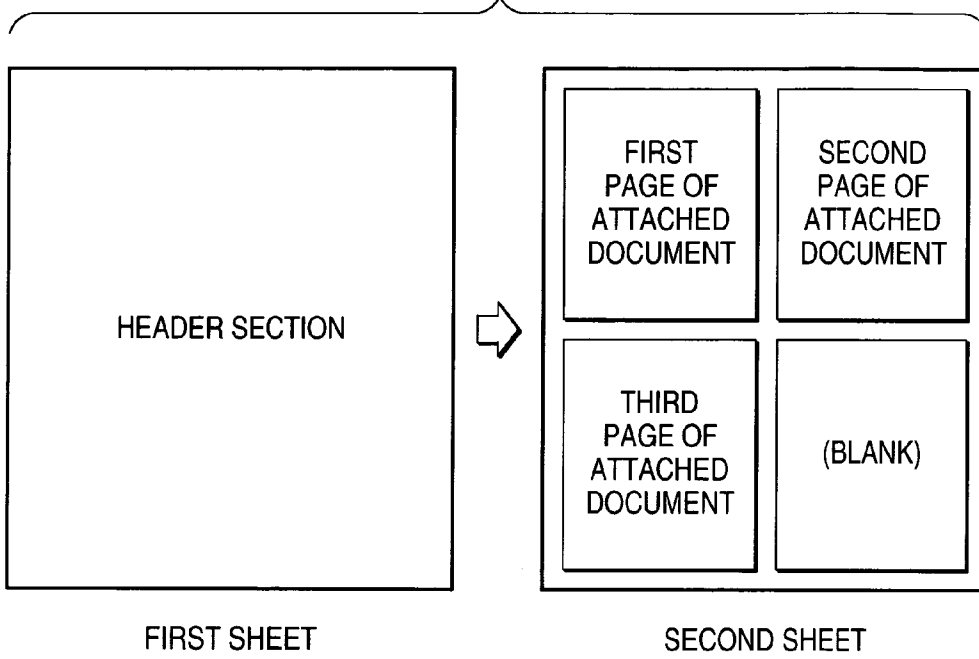 HEADER SECTION
FIRST
PAGE OF
ATTACHED
DOCUMENT
SECOND
PAGE OF
ATTACHED
DOCUMENT
THIRD
PAGE OF
ATTACHED
DOCUMENT
(BLANK)
FIRST SHEET
SECOND SHEET